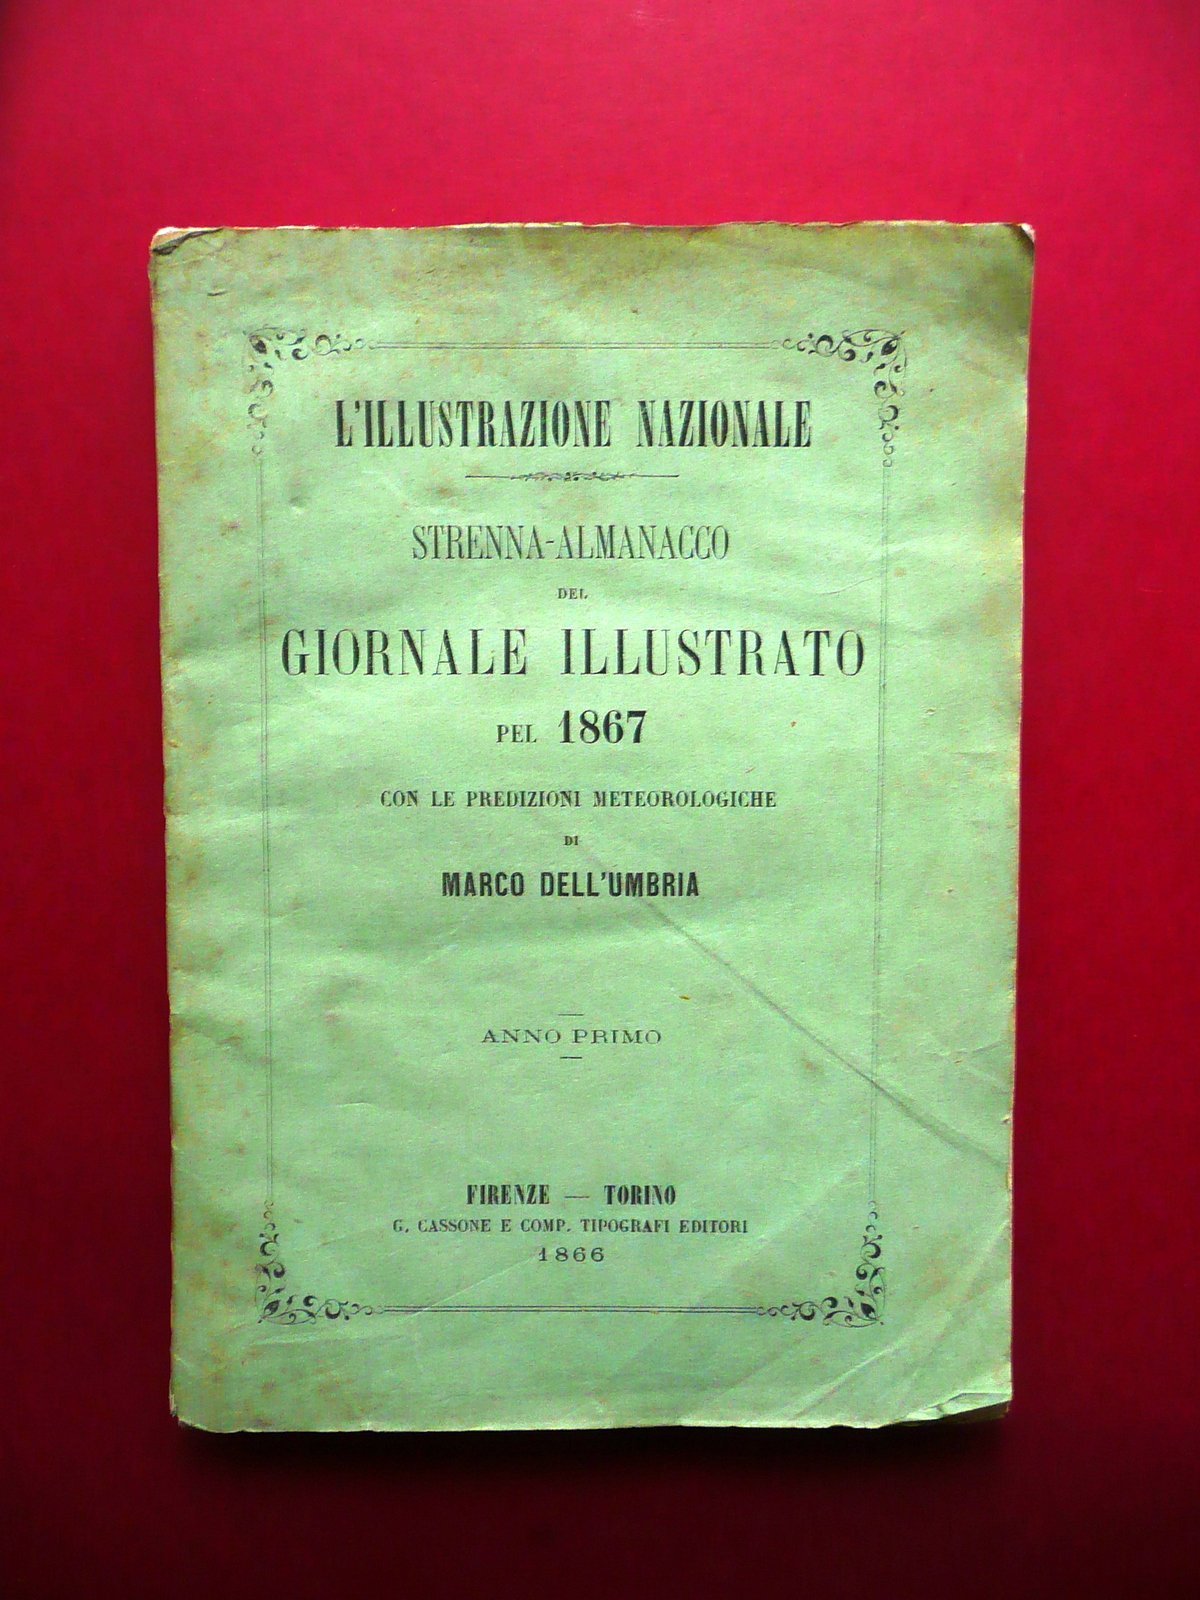 L'ILLUSTRAZIONE NAZIONALE
STRENNA-ALMANACCO
DEL
GIORNALE ILLUSTRATO
PEL 1867
CON LE PREDIZIONI METEOROLOGICHE
DI
MARCO DELL'UMBRIA
ANNO PRIMO
FIRENZE — TORINO
G. CASSONE E COMP. TIPOGRAFI EDITORI
1866